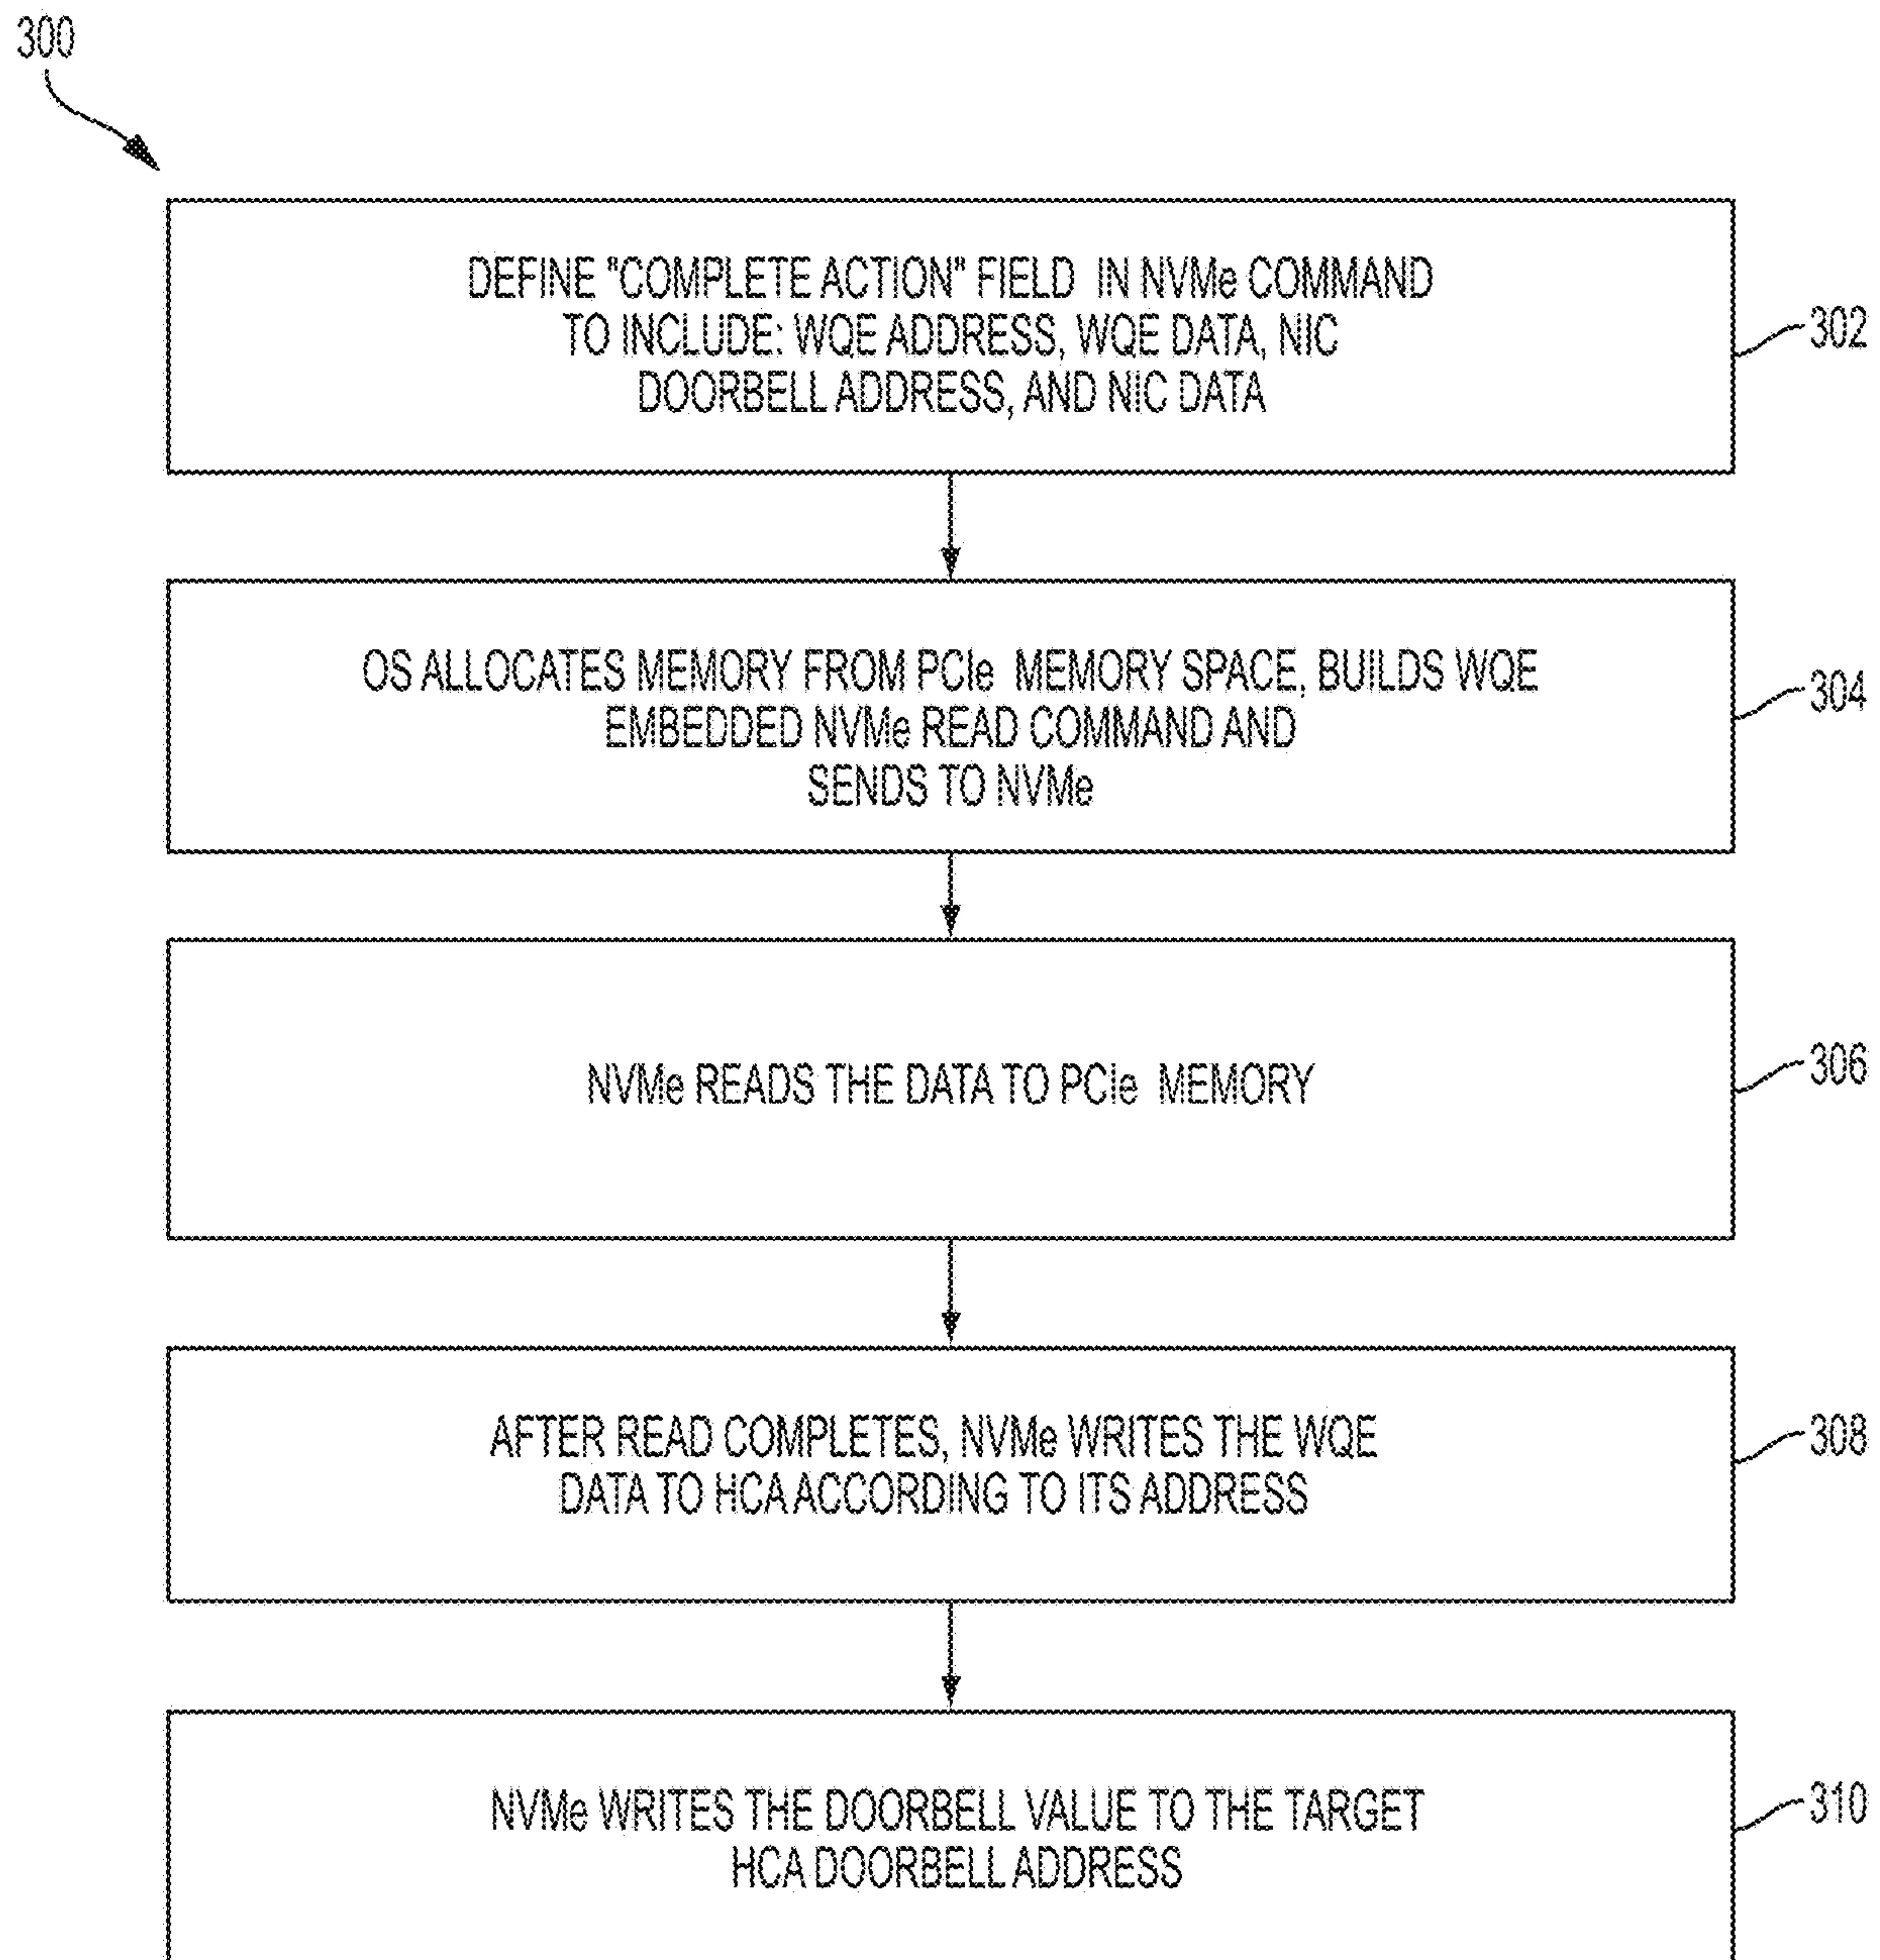 300
DEFINE "COMPLETE ACTION" FIELD IN NVMe COMMAND
TO INCLUDE: WQE ADDRESS, WQE DATA, NIC
DOORBELL ADDRESS, AND NIC DATA
302
OS ALLOCATES MEMORY FROM PCIe MEMORY SPACE, BUILDS WQE
EMBEDDED NVMe READ COMMAND AND
SENDS TO NVMe
304
NVMe READS THE DATA TO PCIe MEMORY
306
AFTER READ COMPLETES, NVMe WRITES THE WQE
DATA TO HCA ACCORDING TO ITS ADDRESS
308
NVMe WRITES THE DOORBELL VALUE TO THE TARGET
HCA DOORBELL ADDRESS
310